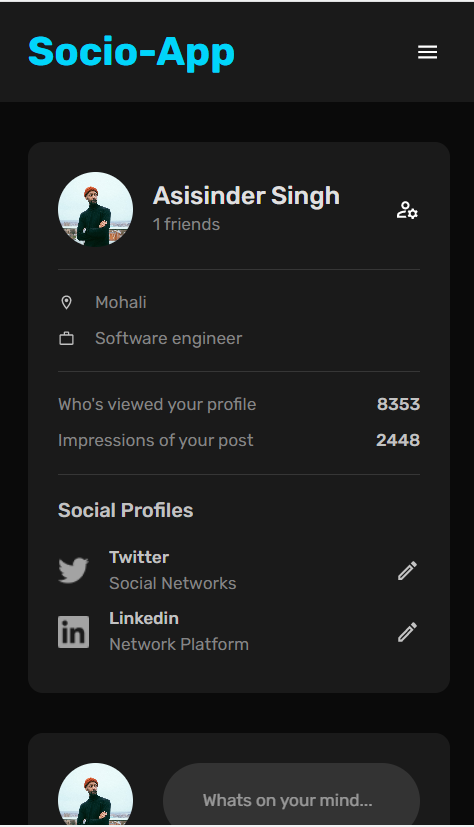 Socio-App
Asisinder Singh
1 friends
Mohali
Software engineer
Who's viewed your profile 8353
Impressions of your post 2448
Social Profiles
Twitter
Social Networks
in
Linkedin
Network Platform
Whats on your mind...